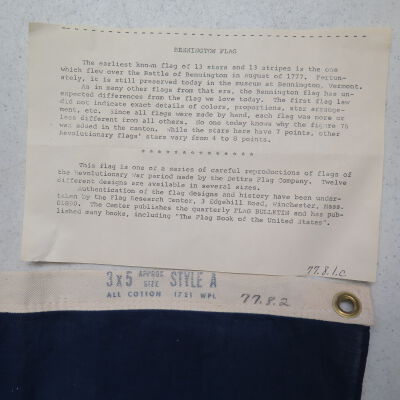 BENNINGTON FLAG
The earliest known flag of 13 stars and 13 stripes is the one
which flew over the Battle of Bennington in August of 1777. Fortun-
ately, it is still preserved today in the museum at Bennington, Vermont.
As in many other flags from that era, the Bennington flag has un-
expected differences from the flag we love today. The first flag law
did not indicate exact details of colors, proportions, star arrange-
ment, etc. Since all flags were made by hand, each flag was more or
less different from all others. No one today knows why the figure 76
was added in the canton. While the stars here have 7 points, other
Revolutionary flags' stars vary from 4 to 8 points.
* * * * * * * * * * * * * *
This flag is one of a series of careful reproductions of flags of
the Revolutionary War period made by the Dettra Flag Company. Twelve
different designs are available in several sizes.
Authentication of the flag designs and history have been under-
taken by the Flag Research Center, 3 Edgehill Road, Winchester, Mass.
01890. The Center publishes the quarterly FLAG BULLETIN and has pub-
lished many books, including "The Flag Book of the United States".
77.8.1.c
3x5 APPROX SIZE STYLE A
ALL COTTON 1751 WPL
77.8.2